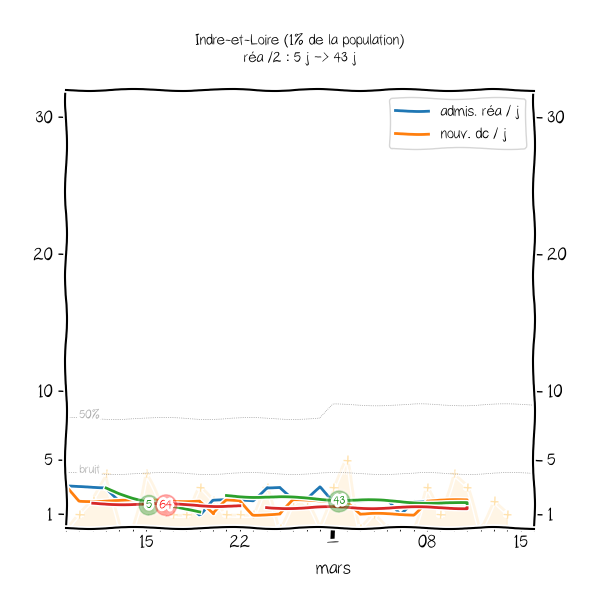 Indre-et-Loire (1% de la population)
réa /2 : 5 j -> 43 j
admis. réa / j
nouv. dc / j
30 30
20 20
10 10
50%
5 5
bruit
5 64 43
1 1
15 22 1 08 15
mars